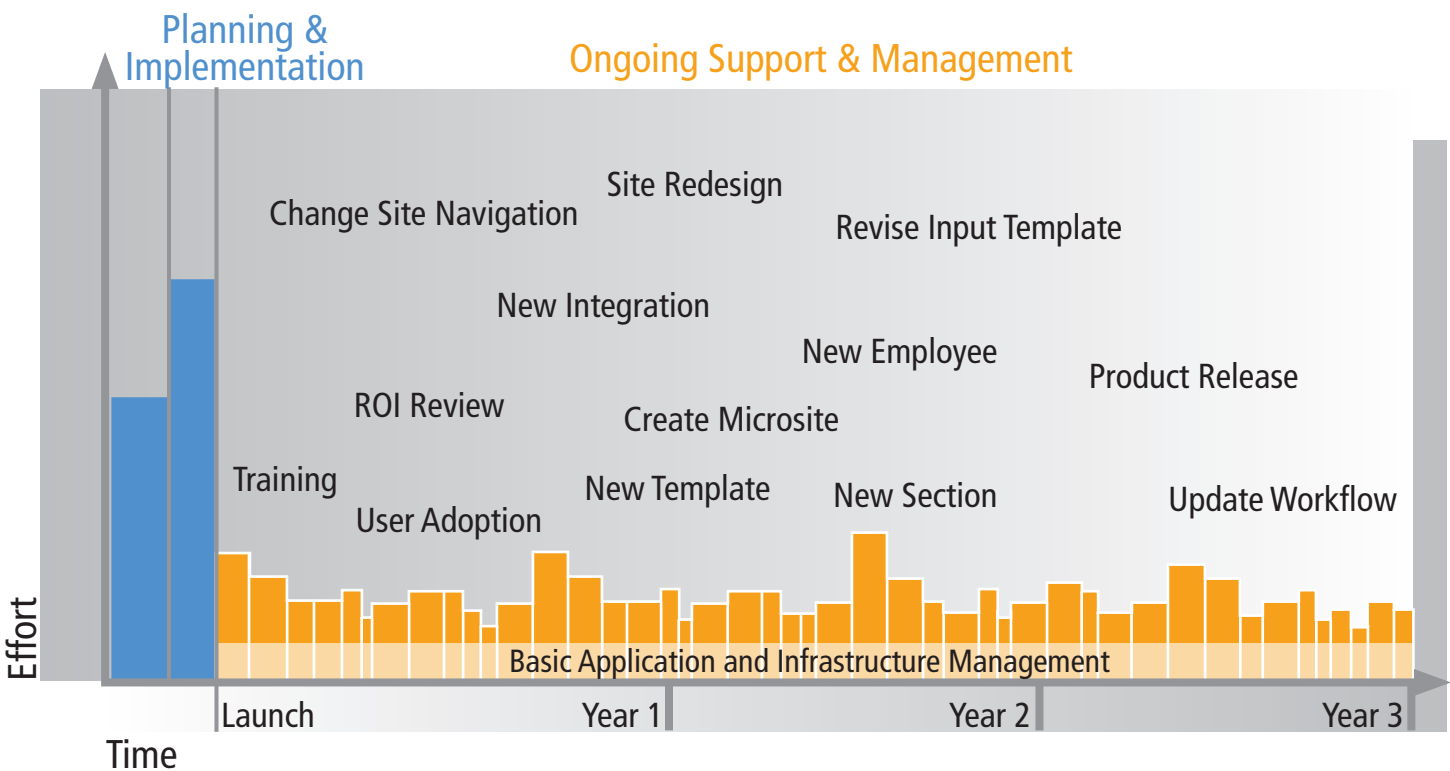 Planning &
Implementation
Ongoing Support & Management
Site Redesign
Change Site Navigation
Revise Input Template
New Integration
New Employee
Product Release
ROI Review
Create Microsite
Training
New Template
New Section
Update Workflow
User Adoption
Effort
Basic Application and Infrastructure Management
Launch
Year 1
Year 2
Year 3
Time